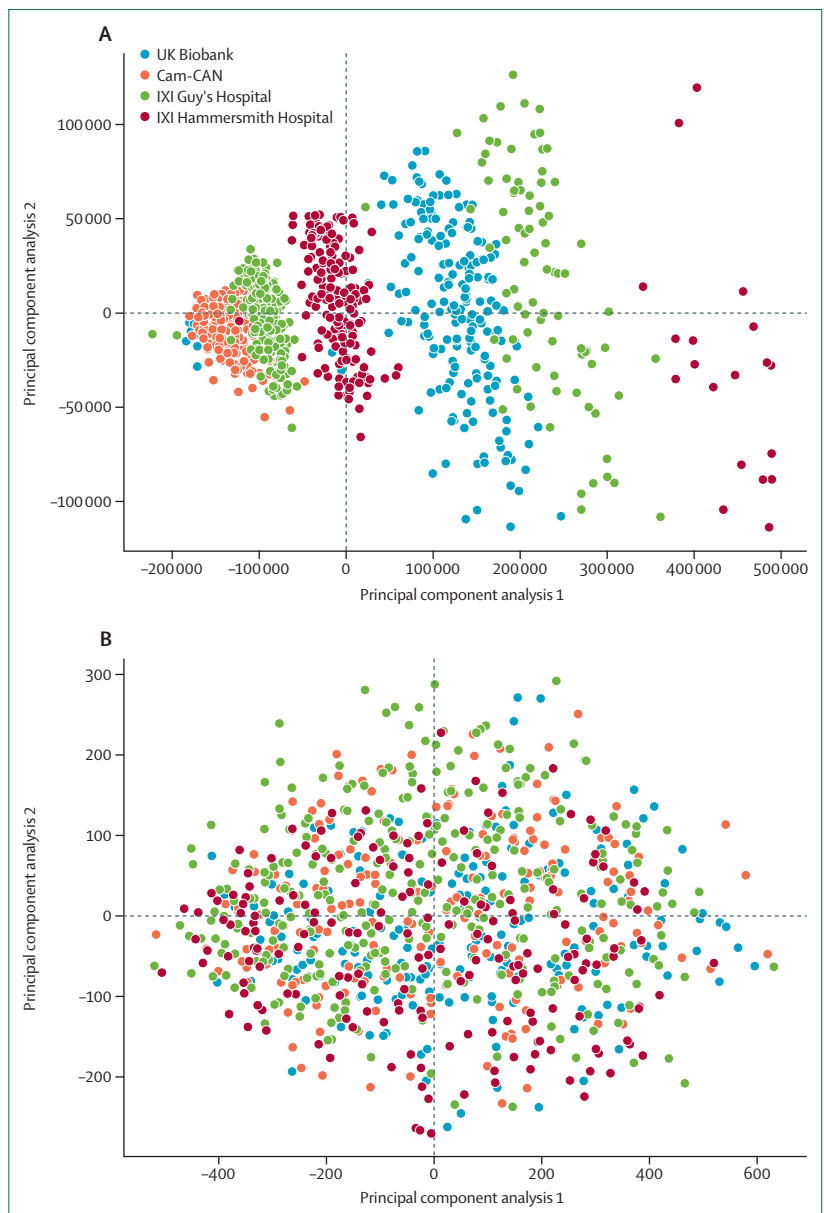 A
UK Biobank
Cam-CAN
IXI Guy's Hospital
IXI Hammersmith Hospital
100 000
50 000
0
−50 000
−100 000
Principal component analysis 2
−200 000 −100 000 0 100 000 200 000 300 000 400 000 500 000
Principal component analysis 1
B
300
200
100
0
−100
−200
Principal component analysis 2
−400 −200 0 200 400 600
Principal component analysis 1